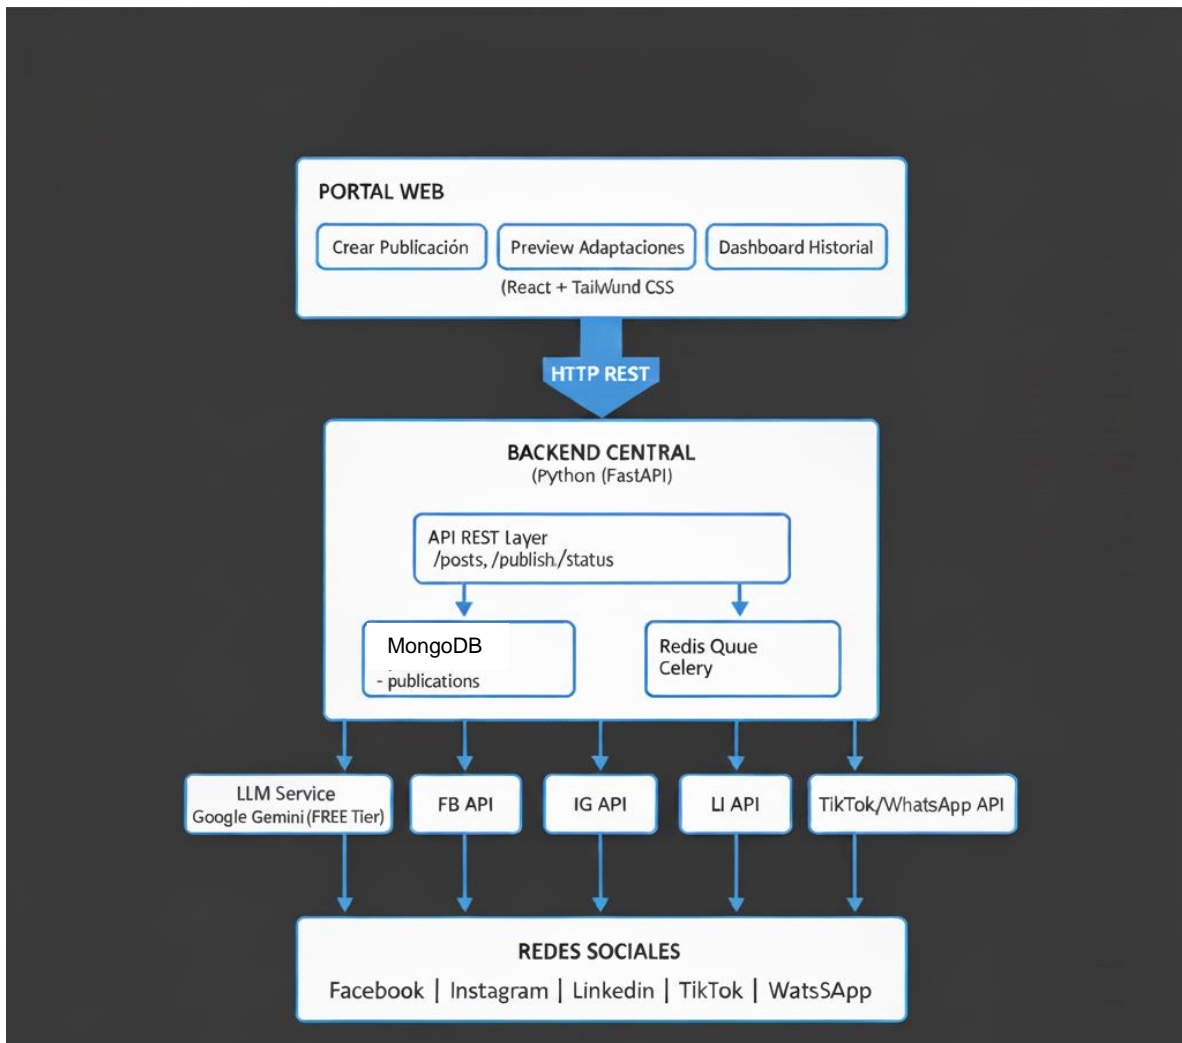 PORTAL WEB
Crear Publicación
Preview Adaptaciones
Dashboard Historial
(React + TailWund CSS
HTTP REST
BACKEND CENTRAL
(Python (FastAPI)
API REST Layer
/posts, /publish./status
MongoDB
- publications
Redis Quue
Celery
LLM Service
Google Gemini (FREE Tier)
FB API
IG API
LI API
TikTok/WhatsApp API
REDES SOCIALES
Facebook | Instagram | Linkedin | TikTok | WatsSApp